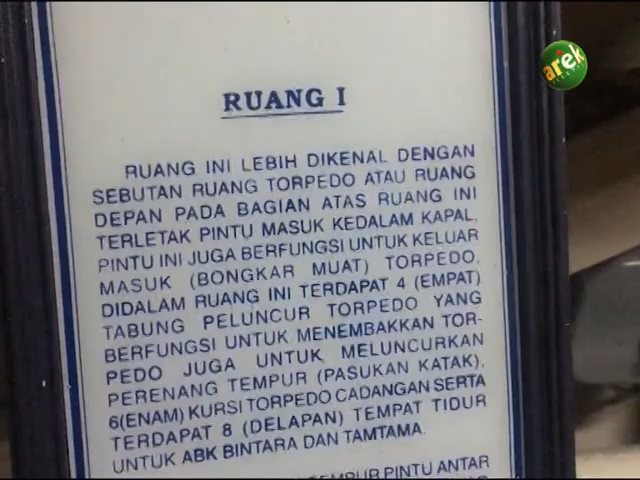 arek
RUANG I
RUANG INI LEBIH DIKENAL DENGAN
SEBUTAN RUANG TORPEDO ATAU RUANG
DEPAN PADA BAGIAN ATAS RUANG INI
TERLETAK PINTU MASUK KEDALAM KAPAL.
PINTU INI JUGA BERFUNGSI UNTUK KELUAR
MASUK (BONGKAR MUAT) TORPEDO.
DIDALAM RUANG INI TERDAPAT 4 (EMPAT)
TABUNG PELUNCUR TORPEDO YANG
BERFUNGSI UNTUK MENEMBAKKAN TOR-
PEDO JUGA UNTUK MELUNCURKAN
PERENANG TEMPUR (PASUKAN KATAK),
6(ENAM) KURSI TORPEDO CADANGAN SERTA
TERDAPAT 8 (DELAPAN) TEMPAT TIDUR
UNTUK ABK BINTARA DAN TAMTAMA.
PINTU ANTAR